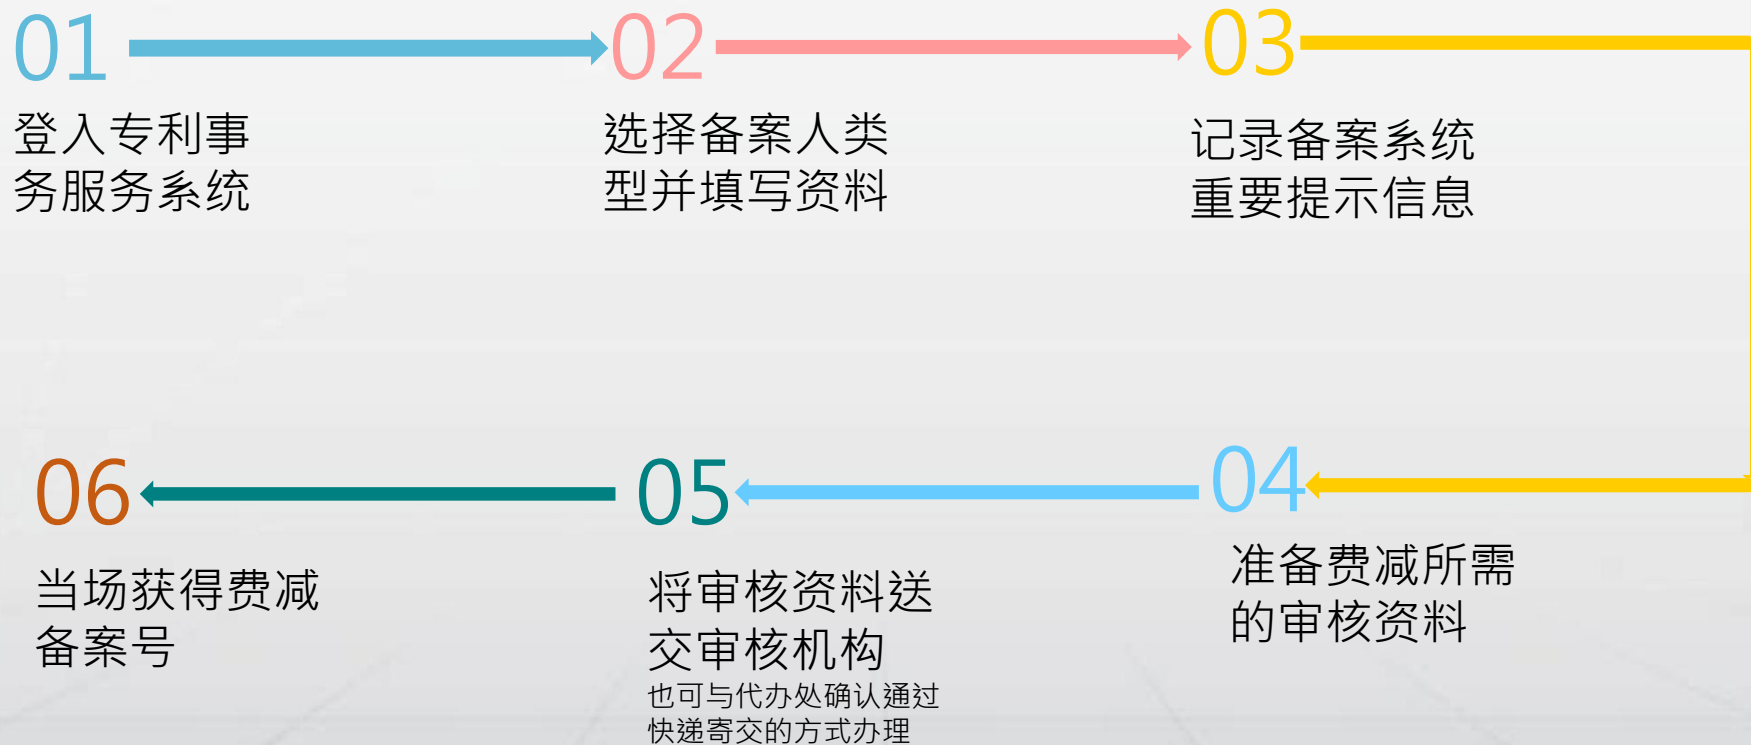 01
02
03
登入专利事
务服务系统
选择备案人类
型并填写资料
记录备案系统
重要提示信息
04
准备费减所需
的审核资料
05
将审核资料送
交审核机构
也可与代办处确认通过
快递寄交的方式办理
06
当场获得费减
备案号